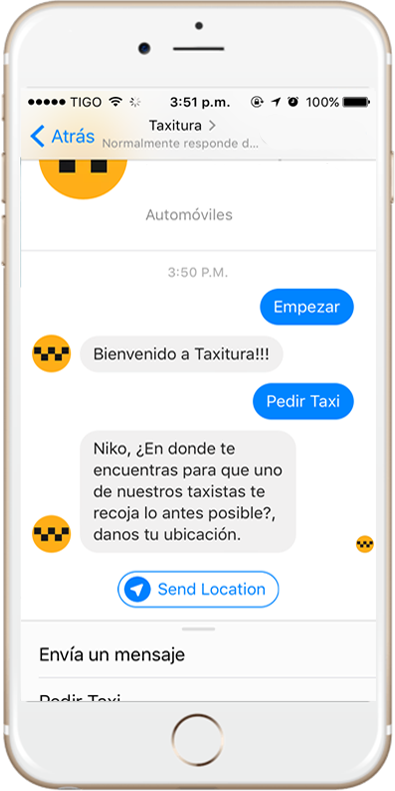 TIGO 3:51 p.m. 100%
Atrás
Taxitura
Normalmente responde d...
Automóviles
3:50 P.M.
Empezar
Bienvenido a Taxitura!!!
Pedir Taxi
Niko, ¿En donde te
encuentras para que uno
de nuestros taxistas te
recoja lo antes posible?,
danos tu ubicación.
Send Location
Envía un mensaje
Pedir Taxi